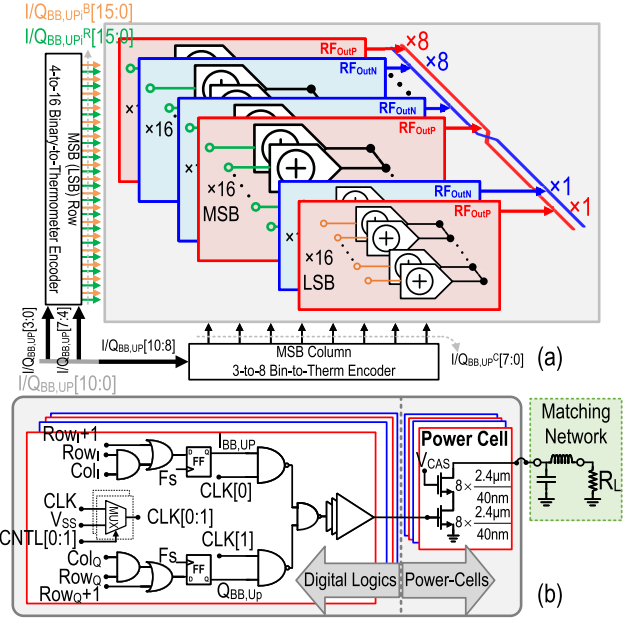 I/Q_BB,UPi^B[15:0]
I/Q_BB,UPi^R[15:0]
4-to-16 Binary-to-Thermometer Encoder
MSB (LSB) Row
RF_OutP
×8
×8
RF_OutN
RF_OutN
RF_OutP
×16
×16
×16
×16
MSB
RF_OutN
×1
RF_OutP
×1
×16
×16
LSB
I/Q_BB,UP[3:0]
I/Q_BB,UP[7:4]
I/Q_BB,UP[10:8]
I/Q_BB,UP[10:0]
MSB Column
3-to-8 Bin-to-Therm Encoder
I/Q_BB,UP^C[7:0]
(a)
Row_I+1
Row_I
Col_I
Fs
FF
I_BB,UP
CLK[0]
CLK
V_SS
CNTL[0:1]
MUX
CLK[0:1]
Col_Q
Row_Q
Row_Q+1
Fs
FF
CLK[1]
Q_BB,Up
Digital Logics
Power-Cells
Power Cell
V_CAS
8× 2.4μm
40nm
8× 2.4μm
40nm
Matching
Network
R_L
(b)